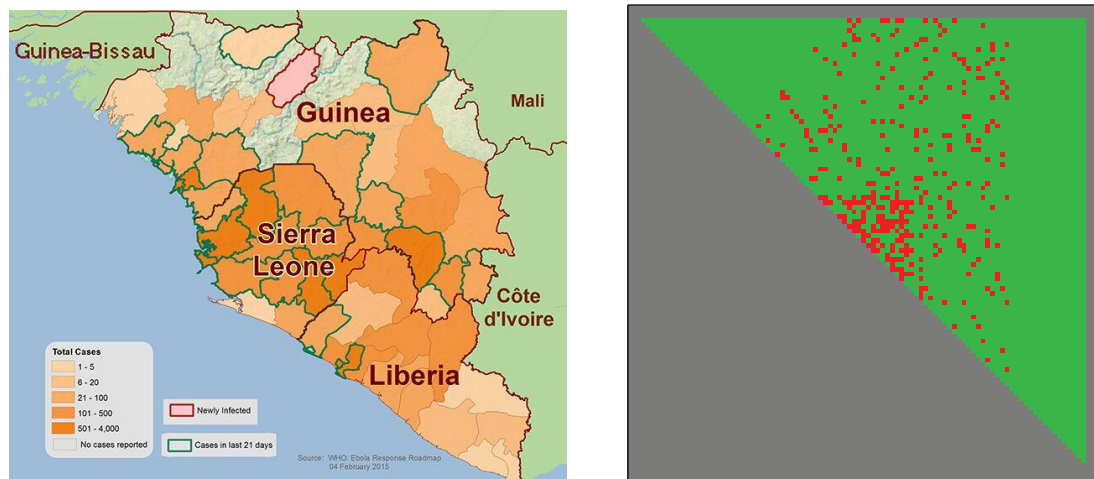 Guinea-Bissau
Mali
Guinea
Sierra
Leone
Côte
d'Ivoire
Liberia
Total Cases
1 - 5
6 - 20
21 - 100
101 - 500
501 - 4,000
No cases reported
Newly Infected
Cases in last 21 days
Source: WHO: Ebola Response Roadmap
04 February 2015